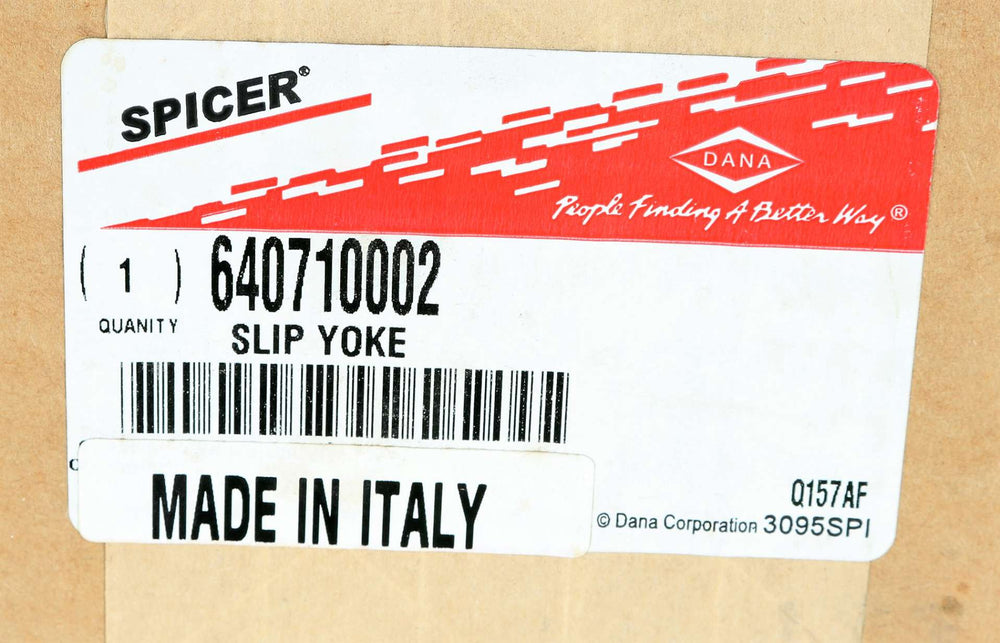 SPICER®
DANA
People Finding A Better Way®
( 1 ) 640710002
QUANITY
SLIP YOKE
C
MADE IN ITALY
Q157AF
© Dana Corporation 3095SPI